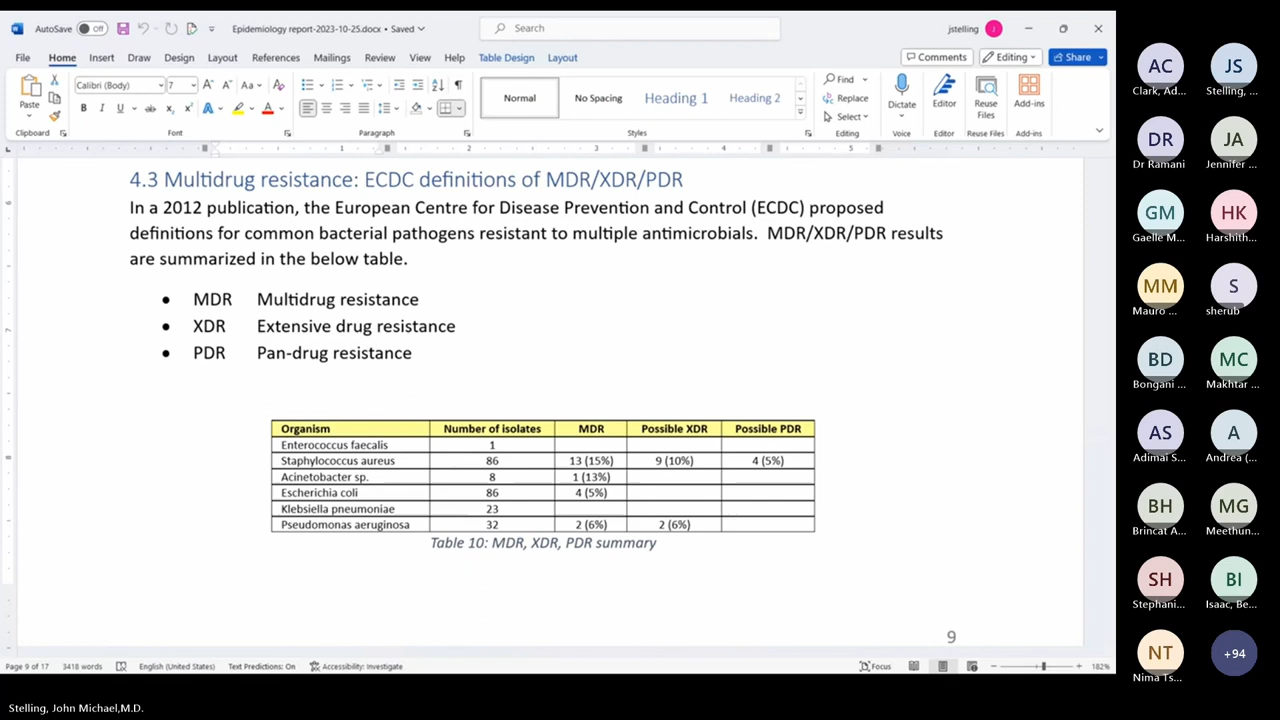 AutoSave Off Epidemiology report-2023-10-25.docx • Saved Search jstelling J
File Home Insert Draw Design Layout References Mailings Review View Help Table Design Layout Comments Editing Share
Paste
Calibri (Body) 7 A A Aa A
B I U ab x₂ x² A A
Normal No Spacing Heading 1 Heading 2
Find
Replace
Select
Dictate
Editor
Reuse Files
Add-ins
Clipboard Font Paragraph Styles Editing Voice Editor Reuse Files Add-ins
1 2 3 4 5
4.3 Multidrug resistance: ECDC definitions of MDR/XDR/PDR
In a 2012 publication, the European Centre for Disease Prevention and Control (ECDC) proposed
definitions for common bacterial pathogens resistant to multiple antimicrobials. MDR/XDR/PDR results
are summarized in the below table.
• MDR Multidrug resistance
• XDR Extensive drug resistance
• PDR Pan-drug resistance
Organism Number of isolates MDR Possible XDR Possible PDR
Enterococcus faecalis 1
Staphylococcus aureus 86 13 (15%) 9 (10%) 4 (5%)
Acinetobacter sp. 8 1 (13%)
Escherichia coli 86 4 (5%)
Klebsiella pneumoniae 23
Pseudomonas aeruginosa 32 2 (6%) 2 (6%)
Table 10: MDR, XDR, PDR summary
9
Page 9 of 17 3418 words English (United States) Text Predictions: On Accessibility: Investigate Focus 182%
Stelling, John Michael,M.D.
AC JS
Clark, Ad... Stelling, ...
DR JA
Dr Ramani Jennifer ...
GM HK
Gaelle M... Harshith...
MM S
Mauro ... sherub
BD MC
Bongani ... Makhtar ...
AS A
Adimai S... Andrea (...
BH MG
Brincat A... Meethun...
SH BI
Stephani... Isaac, Be...
NT +94
Nima Ts...